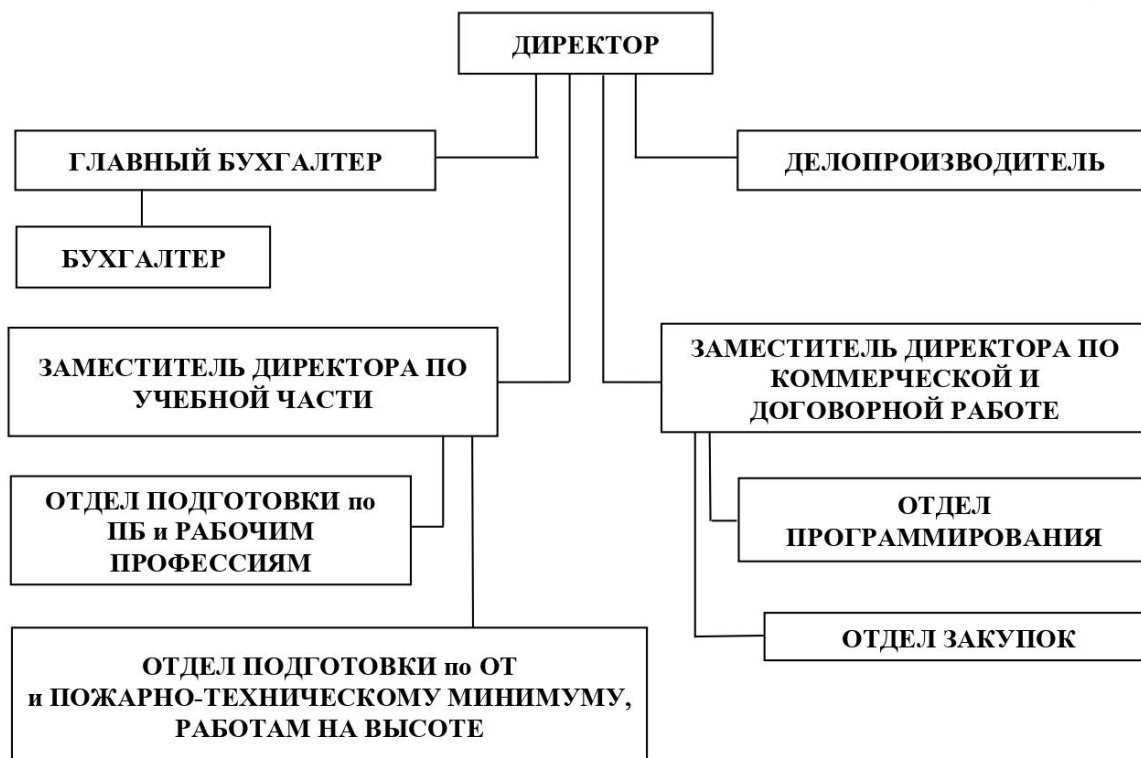 ДИРЕКТОР
ГЛАВНЫЙ БУХГАЛТЕР
ДЕЛОПРОИЗВОДИТЕЛЬ
БУХГАЛТЕР
ЗАМЕСТИТЕЛЬ ДИРЕКТОРА ПО
УЧЕБНОЙ ЧАСТИ
ЗАМЕСТИТЕЛЬ ДИРЕКТОРА ПО
КОММЕРЧЕСКОЙ И
ДОГОВОРНОЙ РАБОТЕ
ОТДЕЛ ПОДГОТОВКИ по
ПБ и РАБОЧИМ
ПРОФЕССИЯМ
ОТДЕЛ
ПРОГРАММИРОВАНИЯ
ОТДЕЛ ЗАКУПОК
ОТДЕЛ ПОДГОТОВКИ по ОТ
и ПОЖАРНО-ТЕХНИЧЕСКОМУ МИНИМУМУ,
РАБОТАМ НА ВЫСОТЕ